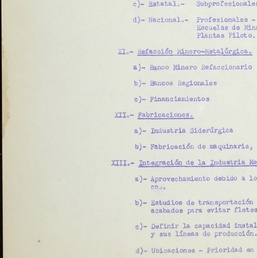 c)- Estatal.- Subprofesionales
d)- Nacional.- Profesionales -
Escuelas de Min
Plantas Piloto.
XI.- Refacción Minero-Metalúrgica.
a)- Banco Minero Refaccionario
b)- Bancos Regionales
c)- Financiamientos
XII.- Fabricaciones.
a)- Industria Siderúrgica
b)- Fabricación de maquinaria,
XIII.- Integración de la Industria Me
a)- Aprovechamiento debido a lo
co.
b)- Estudios de transportación
acabados para evitar fletes
c)- Definir la capacidad instal
y sus líneas de producción.
d)- Ubicaciones - Prioridad en